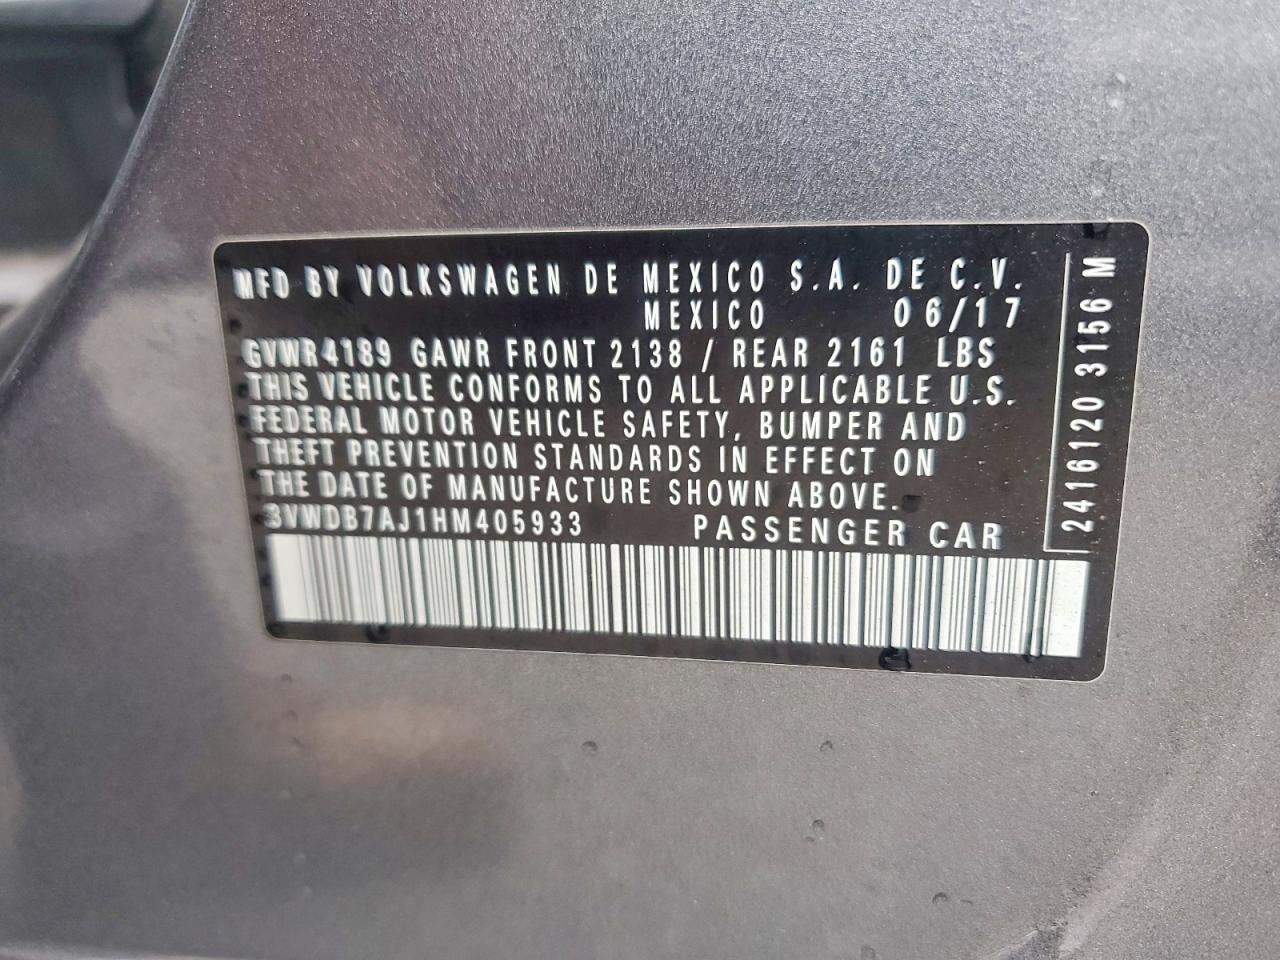 MFD BY VOLKSWAGEN DE MEXICO S.A. DE C.V.
MEXICO 06/17
GVWR4189 GAWR FRONT 2138 / REAR 2161 LBS
THIS VEHICLE CONFORMS TO ALL APPLICABLE U.S.
FEDERAL MOTOR VEHICLE SAFETY, BUMPER AND
THEFT PREVENTION STANDARDS IN EFFECT ON
THE DATE OF MANUFACTURE SHOWN ABOVE.
3VWDB7AJ1HM405933 PASSENGER CAR
2416120 3156 M